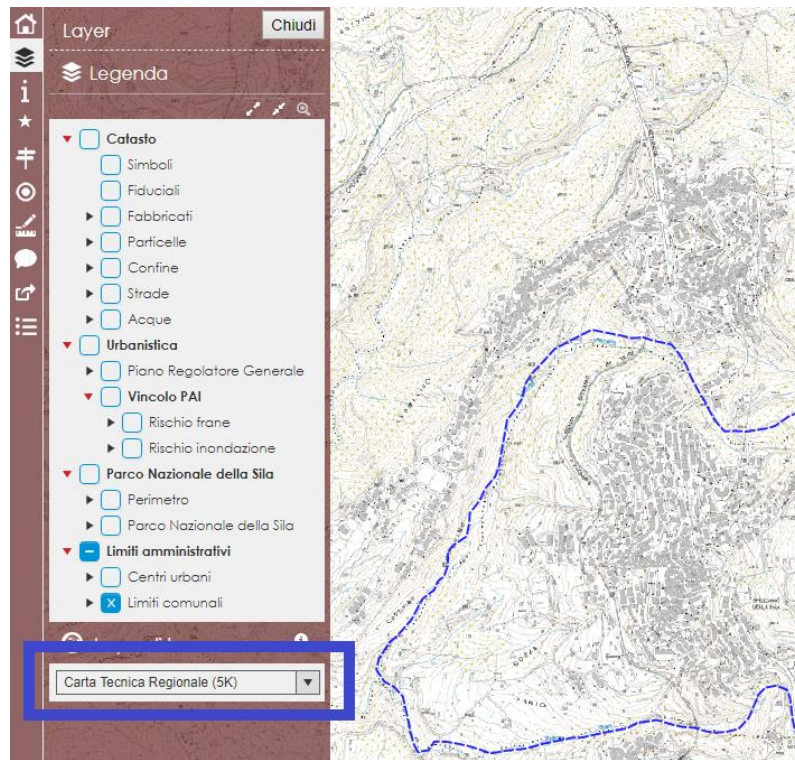 Layer
Chiudi
Legenda
Catasto
Simboli
Fiduciali
Fabbricati
Particelle
Confine
Strade
Acque
Urbanistica
Piano Regolatore Generale
Vincolo PAI
Rischio frane
Rischio inondazione
Parco Nazionale della Sila
Perimetro
Parco Nazionale della Sila
Limiti amministrativi
Centri urbani
Limiti comunali
Carta Tecnica Regionale (5K)